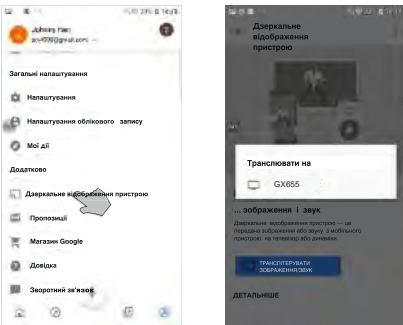 Johnny Han
Загальні налаштування
Налаштування
Налаштування облікового запису
Мої дії
Додатково
Дзеркальне відображення пристрою
Пропозиції
Магазин Google
Довідка
Зворотний зв'язок
Дзеркальне
відображення
пристрою
Транслювати на
GX655
... зображення і звук
Дзеркальне відображення пристрою — це
передача зображення або звуку з мобільного
пристрою на телевізор або динаміки.
ТРАНСЛІТЕРУВАТИ
ЗОБРАЖЕННЯ/ЗВУК
ДЕТАЛЬНІШЕ